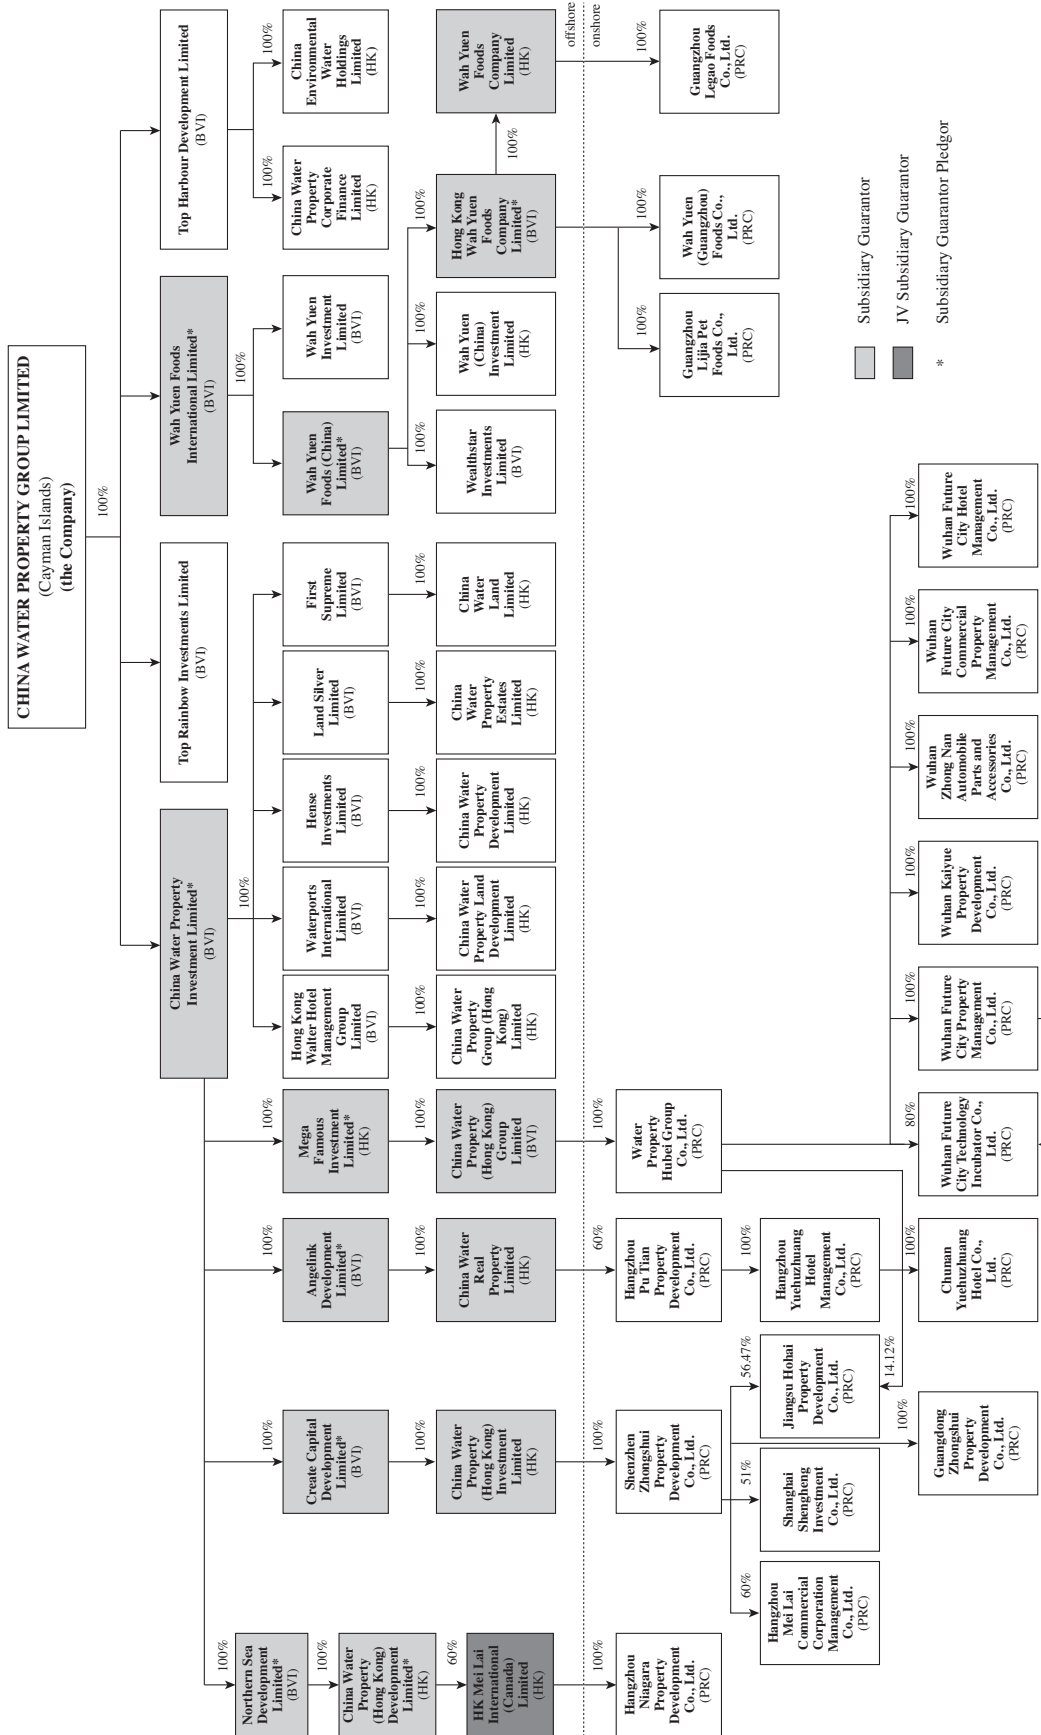 CHINA WATER PROPERTY GROUP LIMITED
(Cayman Islands)
(the Company)
100%
China Water Property
Investment Limited*
(BVI)
Top Rainbow Investments Limited
(BVI)
Wah Yuen Foods
International Limited*
(BVI)
Top Harbour Development Limited
(BVI)
100%
100%
100%
100%
100%
Northern Sea
Development
Limited*
(BVI)
100%
China Water
Property
(Hong Kong)
Development
Limited*
(HK)
60%
HK Mei Lai
International
(Canada)
Limited
(HK)
100%
Create Capital
Development
Limited*
(BVI)
100%
Angelink
Development
Limited*
(BVI)
100%
Mega
Famous
Investment
Limited*
(HK)
Hong Kong
Walter Hotel
Management
Group
Limited
(BVI)
Waterports
International
Limited
(BVI)
Hense
Investments
Limited
(BVI)
Land Silver
Limited
(BVI)
First
Supreme
Limited
(BVI)
Wah Yuen
Foods (China)
Limited*
(BVI)
Wah Yuen
Investment
Limited
(BVI)
China Water
Property
Corporate
Finance
Limited
(HK)
China
Environmental
Water
Holdings
Limited
(HK)
100%
100%
100%
100%
100%
100%
100%
100%
100%
100%
100%
China Water
Property
(Hong Kong)
Investment
Limited
(HK)
China Water
Real
Property
Limited
(HK)
China Water
Property
(Hong Kong)
Group
Limited
(BVI)
China Water
Property
Group (Hong
Kong)
Limited
(HK)
China Water
Property Land
Development
Limited
(HK)
China Water
Property
Development
Limited
(HK)
China
Water
Property
Estates
Limited
(HK)
China
Water
Land
Limited
(HK)
Wealthstar
Investments
Limited
(BVI)
Wah Yuen
(China)
Investment
Limited
(HK)
Hong Kong
Wah Yuen
Foods
Company
Limited*
(BVI)
100%
Wah Yuen
Foods
Company
Limited
(HK)
offshore
onshore
100%
100%
60%
100%
100%
100%
100%
Hangzhou
Niagara
Property
Development
Co., Ltd.
(PRC)
Shenzhen
Zhongshui
Property
Development
Co., Ltd.
(PRC)
Hangzhou
Pu Tian
Property
Development
Co., Ltd.
(PRC)
Water
Property
Hubei Group
Co., Ltd.
(PRC)
Guangzhou
Lijia Pet
Foods Co.,
Ltd.
(PRC)
Wah Yuen
(Guangzhou)
Foods Co.,
Ltd.
(PRC)
Guangzhou
Legao Foods
Co., Ltd.
(PRC)
60%
51%
56.47%
100%
Hangzhou
Mei Lai
Commercial
Corporation
Management
Co., Ltd.
(PRC)
Shanghai
Shengheng
Investment
Co., Ltd.
(PRC)
Jiangsu Hohai
Property
Development
Co., Ltd.
(PRC)
Hangzhou
Yuehuzhuang
Hotel
Management
Co., Ltd.
(PRC)
14.12%
100%
100%
80%
100%
100%
100%
100%
100%
Guangdong
Zhongshui
Property
Development
Co., Ltd.
(PRC)
Chunan
Yuehuzhuang
Hotel Co.,
Ltd.
(PRC)
Wuhan Future
City Technology
Incubator Co.,
Ltd.
(PRC)
Wuhan Future
City Property
Management
Co., Ltd.
(PRC)
Wuhan Kaiyue
Property
Development
Co., Ltd.
(PRC)
Wuhan
Zhong Nan
Automobile
Parts and
Accessories
Co., Ltd.
(PRC)
Wuhan
Future City
Commercial
Property
Management
Co., Ltd.
(PRC)
Wuhan Future
City Hotel
Management
Co., Ltd.
(PRC)
Subsidiary Guarantor
JV Subsidiary Guarantor
* Subsidiary Guarantor Pledgor